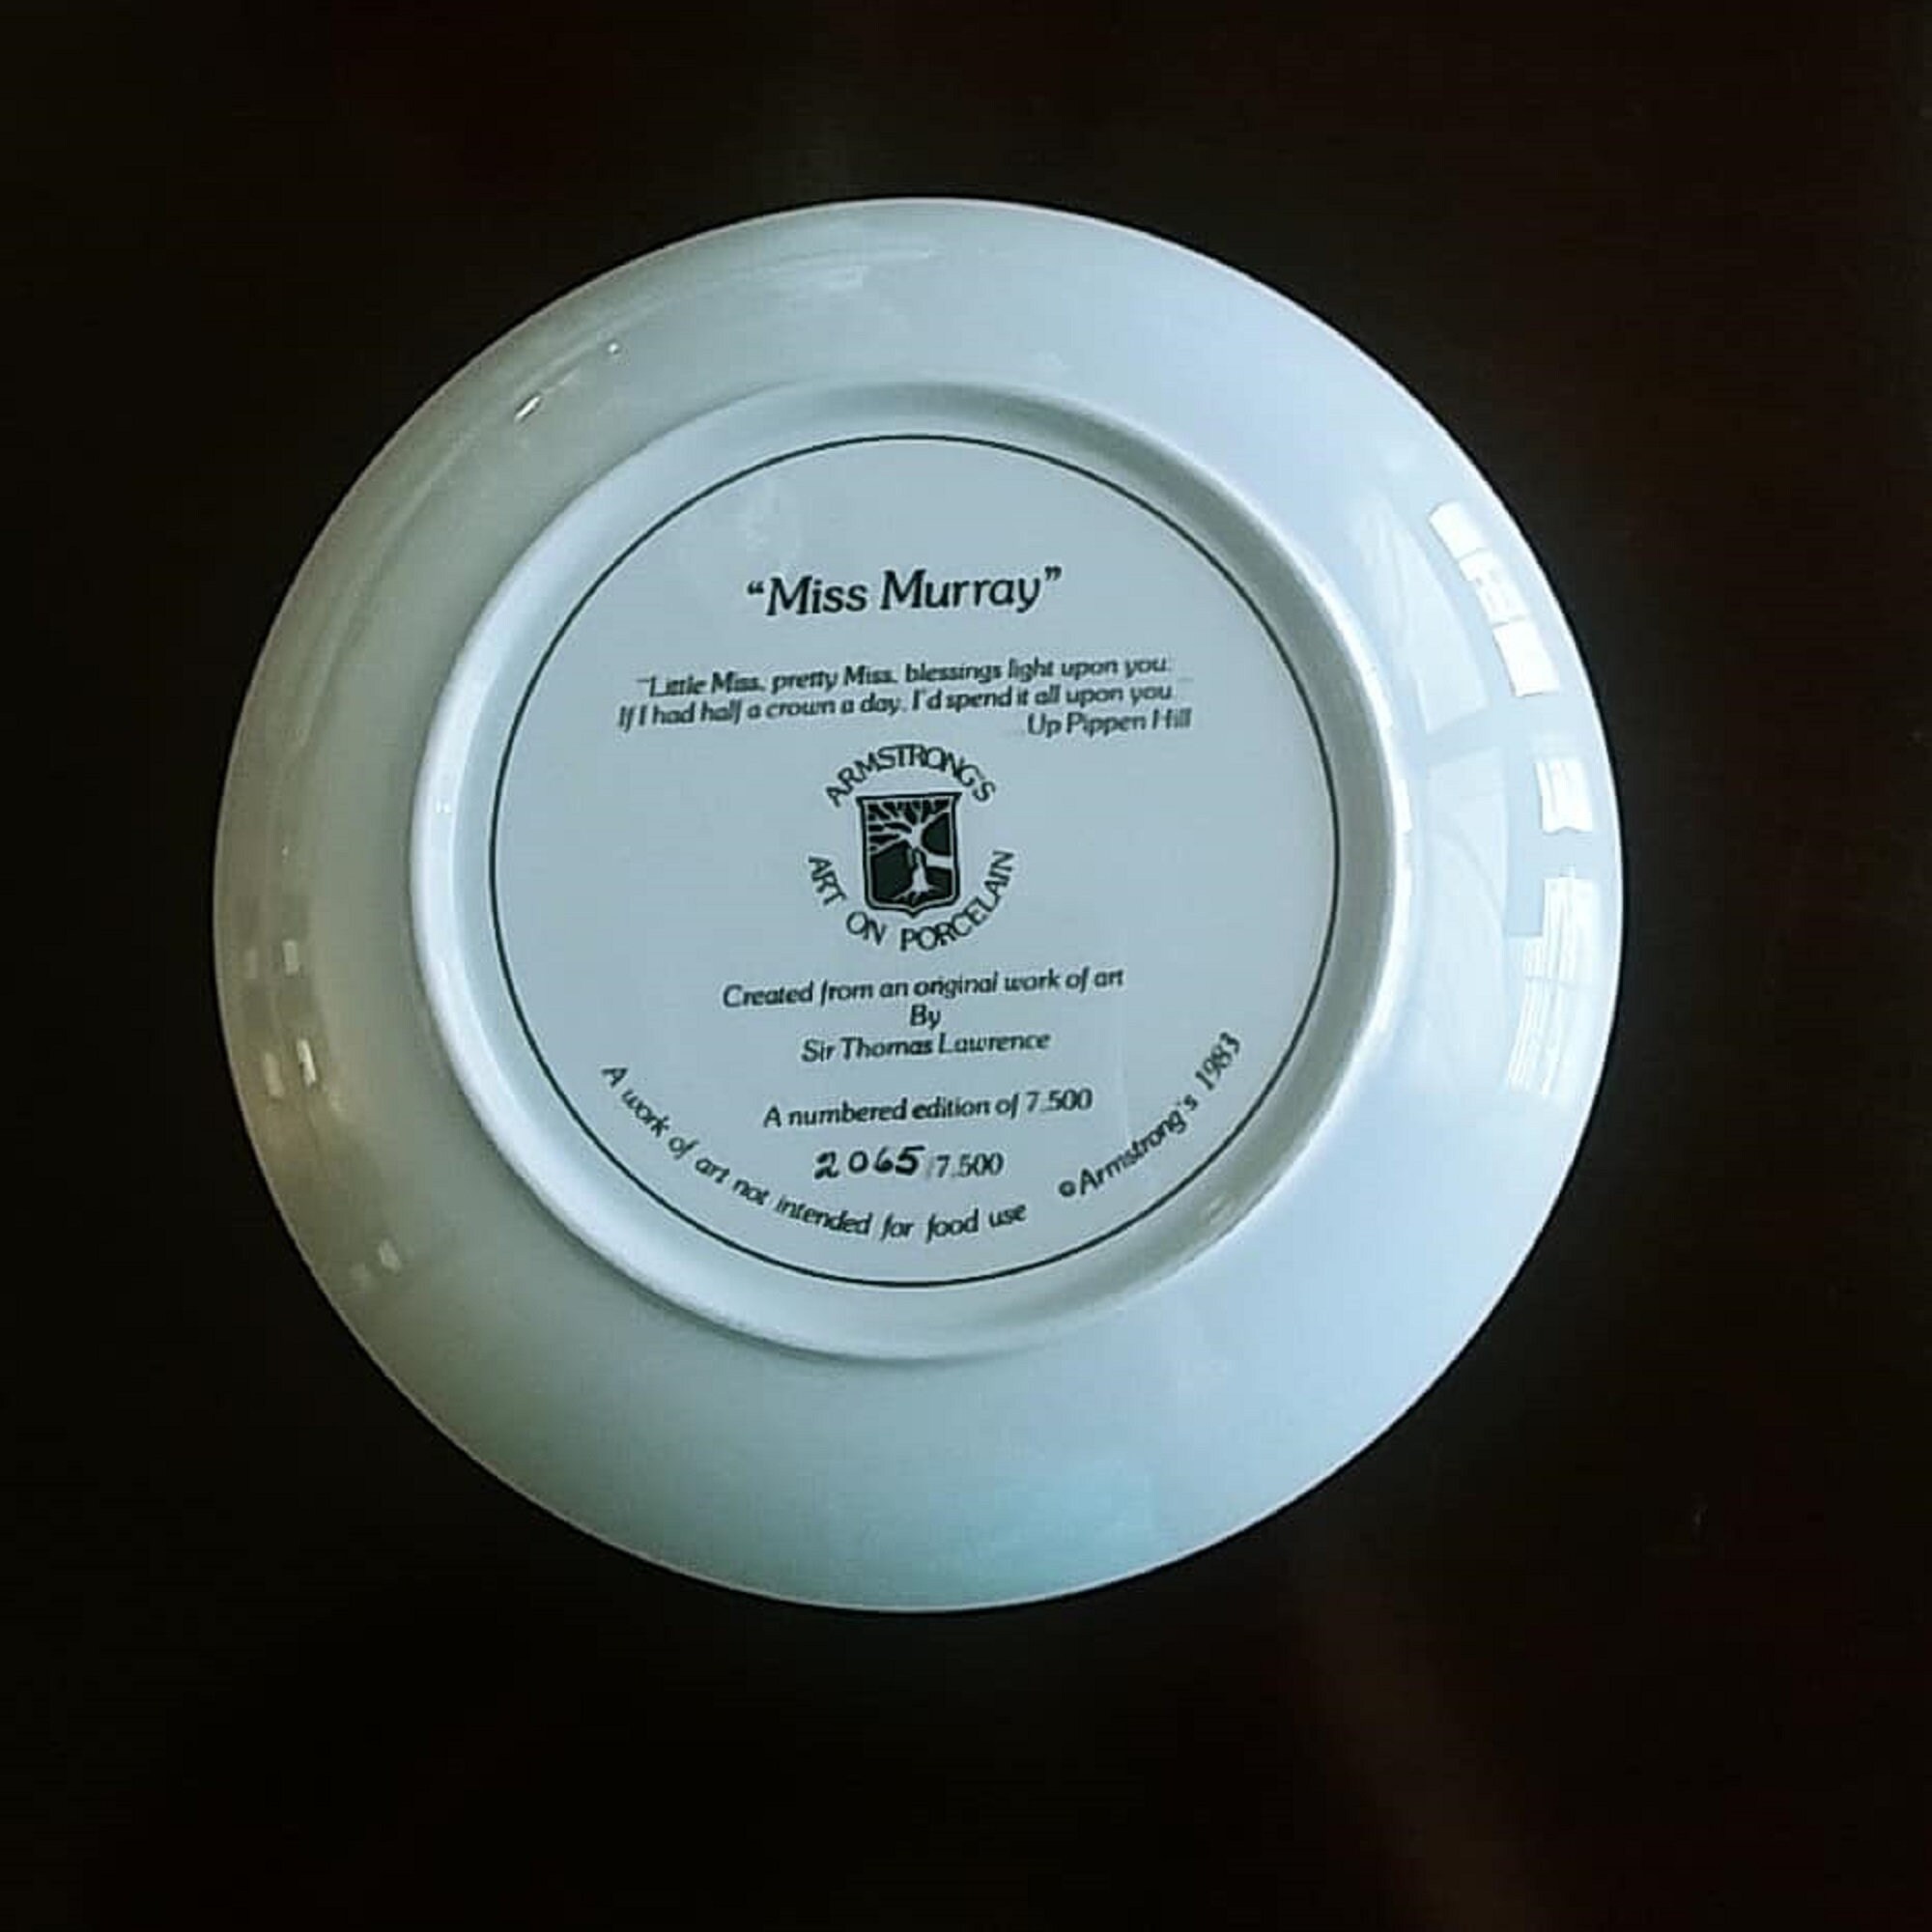 “Miss Murray”
"Little Miss, pretty Miss, blessings light upon you:
If I had half a crown a day, I'd spend it all upon you.
Up Pippen Hill
ARMSTRONG'S
ART ON PORCELAIN
Created from an original work of art
By
Sir Thomas Lawrence
A numbered edition of 7,500
2065/7,500
A work of art not intended for food use
©Armstrong's 1983